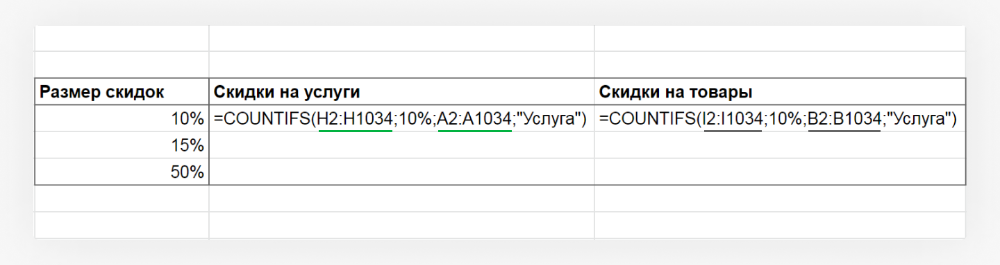 Размер скидок Скидки на услуги Скидки на товары
10% =COUNTIFS(H2:H1034;10%;A2:A1034;"Услуга") =COUNTIFS(I2:I1034;10%;B2:B1034;"Услуга")
15%
50%